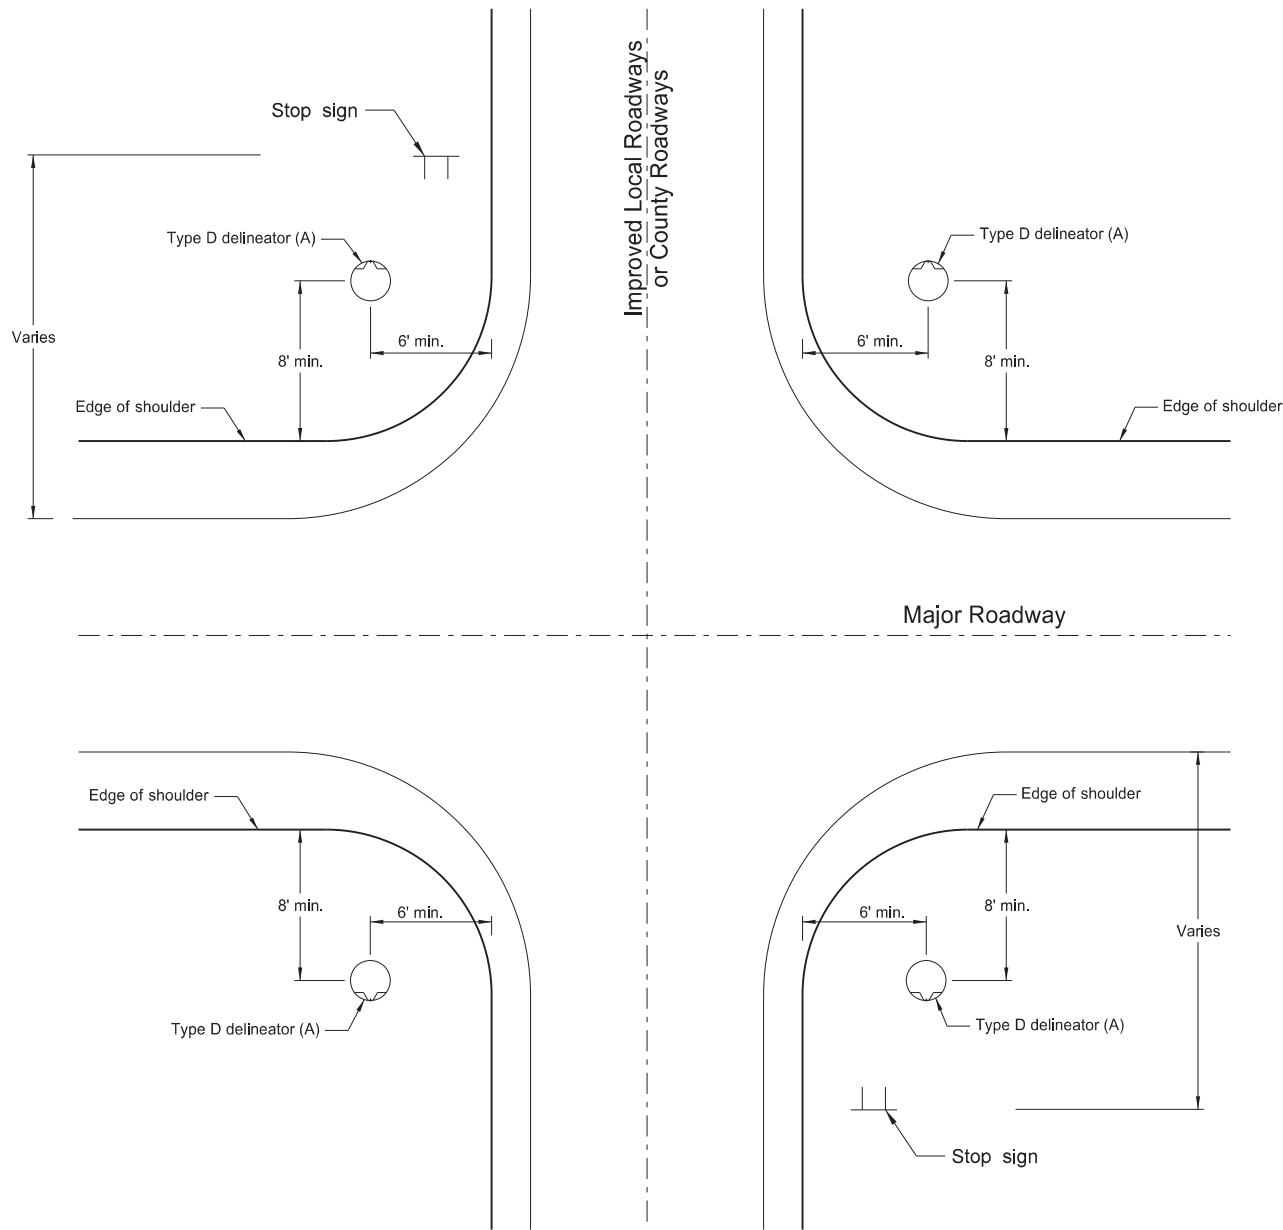 Improved Local Roadways
or County Roadways
Stop sign
Type D delineator (A)
Type D delineator (A)
Varies
6' min.
8' min.
6' min.
8' min.
Edge of shoulder
Edge of shoulder
Major Roadway
Edge of shoulder
Edge of shoulder
8' min.
6' min.
6' min.
8' min.
Varies
Type D delineator (A)
Type D delineator (A)
Stop sign